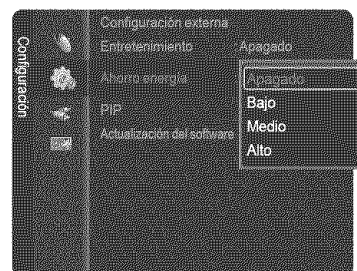 Configuración
Configuración externa
Entretenimiento Apagado
Ahorro energía Apagado
PIP Bajo
Actualización del software Medio
Alto